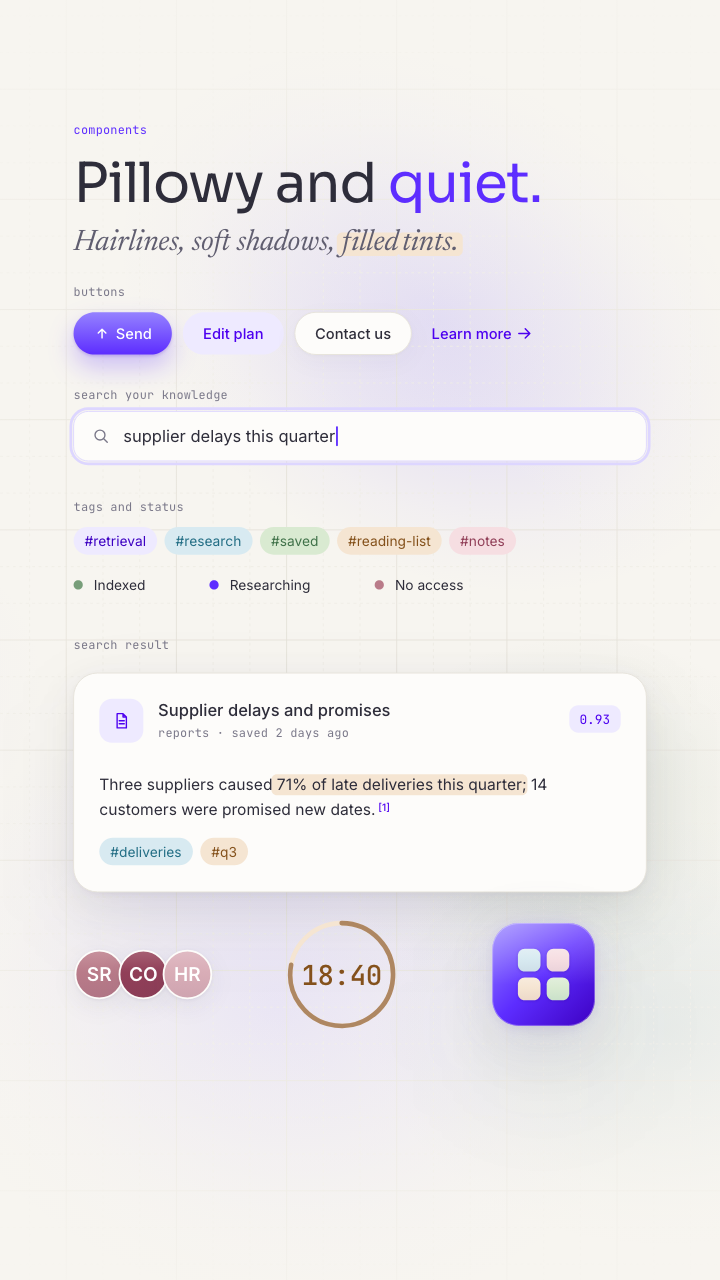 components
Pillowy and quiet.
Hairlines, soft shadows, filled tints.
buttons
↑ Send Edit plan Contact us Learn more →
search your knowledge
supplier delays this quarter
tags and status
#retrieval #research #saved #reading-list #notes
Indexed Researching No access
search result
Supplier delays and promises 0.93
reports · saved 2 days ago
Three suppliers caused 71% of late deliveries this quarter; 14
customers were promised new dates. [1]
#deliveries #q3
SR CO HR 18:40